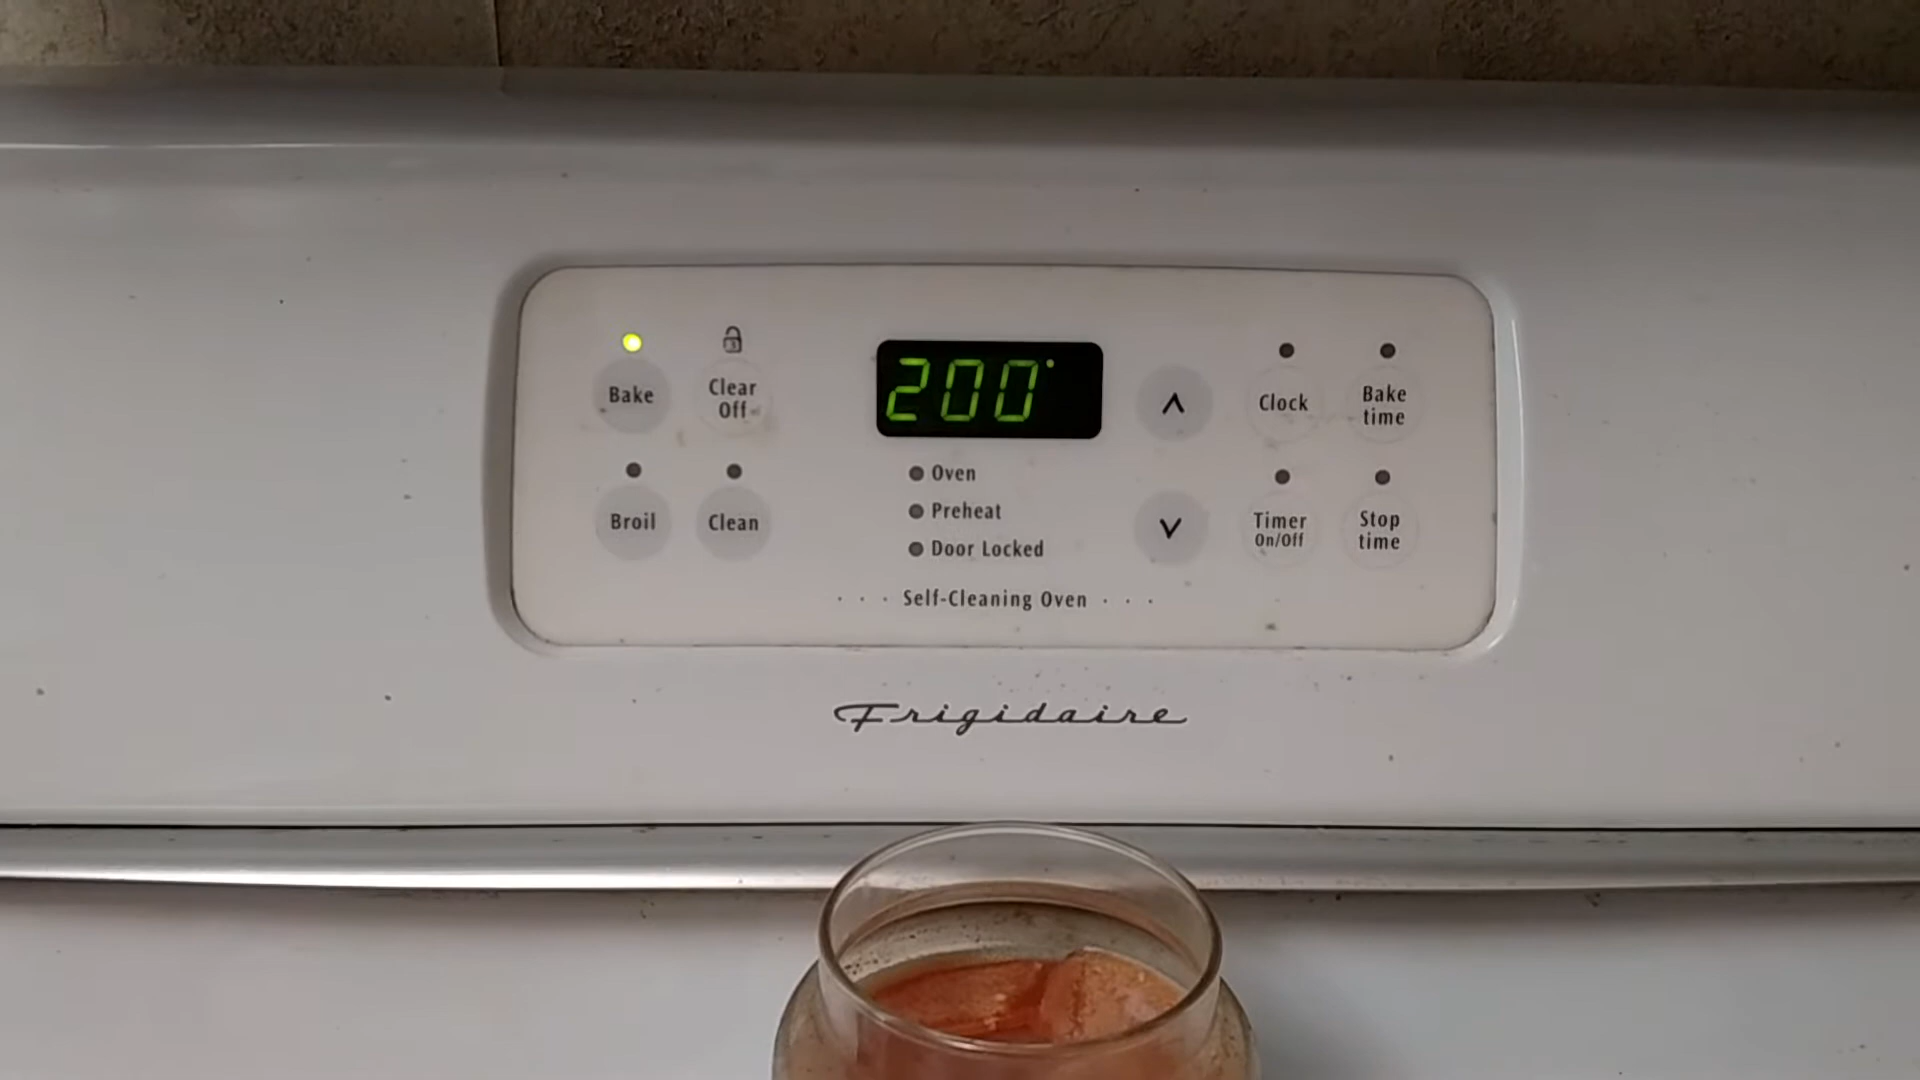 Bake
Clear
Off
200°
∧
Clock
Bake
time
Oven
Preheat
Door Locked
Broil
Clean
∨
Timer
On/Off
Stop
time
. . . Self-Cleaning Oven . . .
Frigidaire